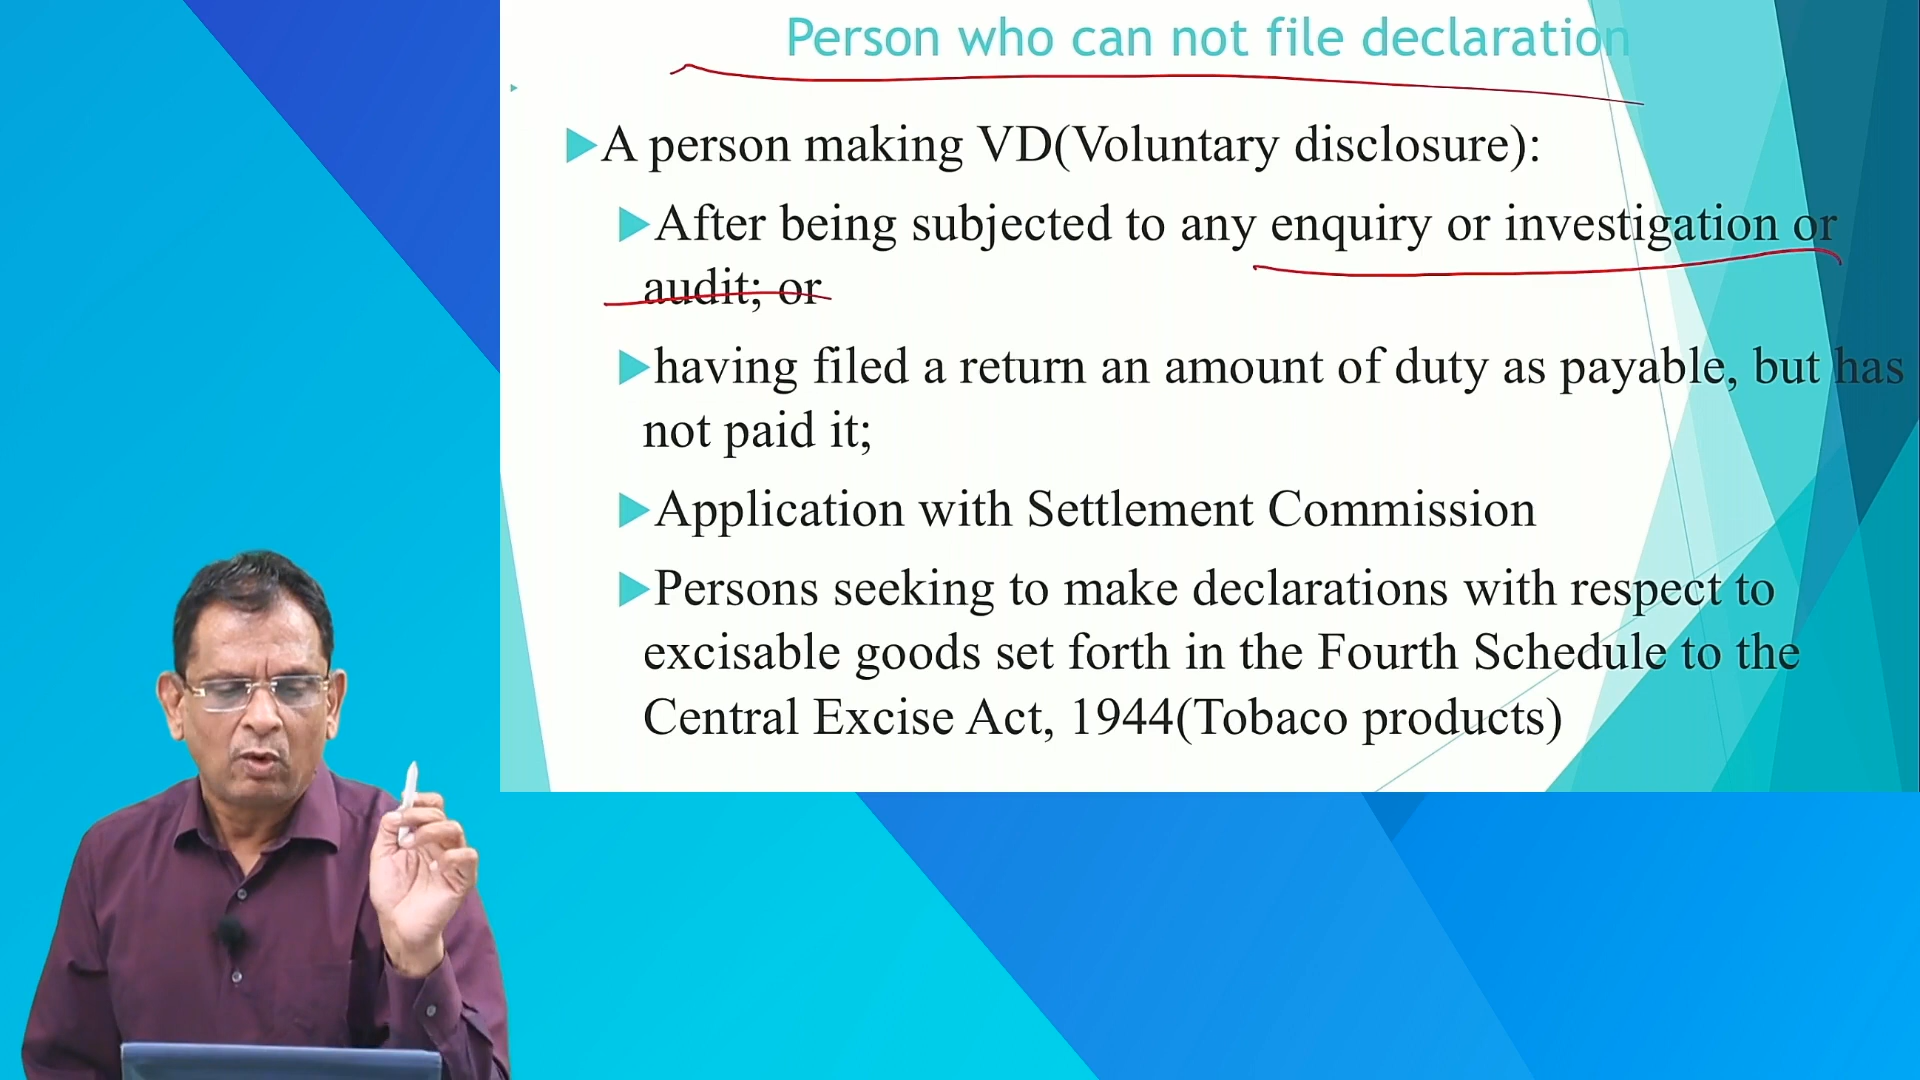 Person who can not file declaration
A person making VD(Voluntary disclosure):
After being subjected to any enquiry or investigation or
audit; or
having filed a return an amount of duty as payable, but has
not paid it;
Application with Settlement Commission
Persons seeking to make declarations with respect to
excisable goods set forth in the Fourth Schedule to the
Central Excise Act, 1944(Tobaco products)